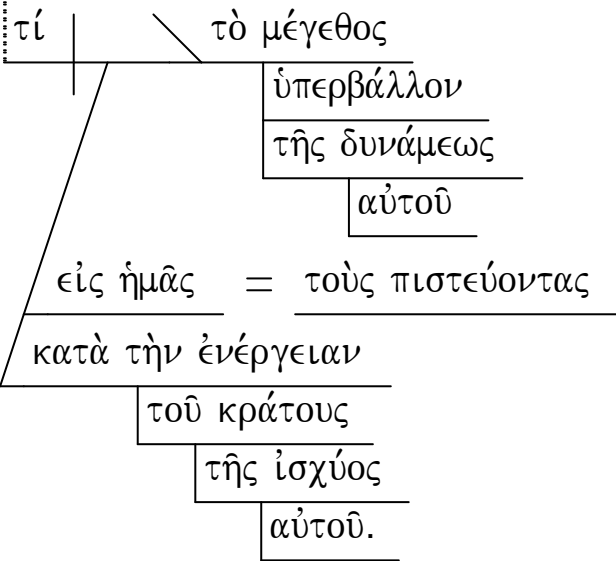 τί τὸ μέγεθος
ὑπερβάλλον
τῆς δυνάμεως
αὐτοῦ
εἰς ἡμᾶς = τοὺς πιστεύοντας
κατὰ τὴν ἐνέργειαν
τοῦ κράτους
τῆς ἰσχύος
αὐτοῦ.